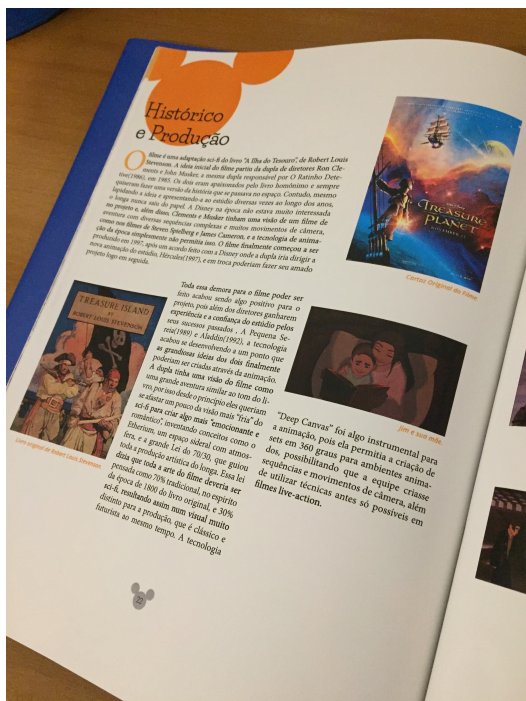 Histórico
e Produção
O filme é uma adaptação sci-fi do livro "A Ilha do Tesouro", de Robert Louis
Stevenson. A ideia inicial do filme partiu da dupla de diretores Ron Cle-
ments e John Musker, a mesma dupla responsável por O Ratinho Dete-
tive(1986), em 1985. Os dois eram apaixonados pelo livro homônimo e sempre
quiseram fazer uma versão da história que se passava no espaço. Contudo, mesmo
lapidando a ideia e apresentando-a ao estúdio diversas vezes ao longo dos anos,
o longa nunca saiu do papel. A Disney na época não estava muito interessada
no projeto e, além disso, Clements e Musker tinham uma visão de um filme de
aventura com diversas sequências complexas e muitos movimentos de câmera,
como nos filmes de Steven Spielberg e James Cameron, e a tecnologia de anima-
ção da época simplesmente não permitia isso. O filme finalmente começou a ser
produzido em 1997, após um acordo feito com a Disney onde a dupla iria dirigir a
nova animação do estúdio, Hércules(1997), e em troca poderiam fazer seu amado
projeto logo em seguida.
TREASURE
PLANET
NOVEMBER 27
Cartaz Original do Filme.
TREASURE ISLAND
BY
ROBERT LOUIS STEVENSON
Livro original de Robert Louis Stevenson.
Toda essa demora para o filme poder ser
feito acabou sendo algo positivo para o
projeto, pois além dos diretores ganharem
experiência e a confiança do estúdio pelos
seus sucessos passados , A Pequena Se-
reia(1989) e Aladdin(1992), a tecnologia
acabou se desenvolvendo a um ponto que
as grandiosas ideias dos dois finalmente
poderiam ser criadas através da animação.
A dupla tinha uma visão do filme como
uma grande aventura similar ao tom do li-
vro, por isso desde o princípio eles queriam
se afastar um pouco da visão mais "fria" do
sci-fi para criar algo mais "emocionante e
romântico", inventando conceitos como o
Etherium, um espaço sideral com atmos-
fera, e a grande Lei do 70/30, que guiou
toda a produção artística do longa. Essa lei
dizia que toda a arte do filme deveria ser
pensada como 70% tradicional, no espírito
da época de 1800 do livro original, e 30%
sci-fi, resultando assim num visual muito
distinto para a produção, que é clássico e
futurista ao mesmo tempo. A tecnologia
Jim e sua mãe.
"Deep Canvas" foi algo instrumental para
a animação, pois ela permitia a criação de
sets em 360 graus para ambientes anima-
dos, possibilitando que a equipe criasse
sequências e movimentos de câmera, além
de utilizar técnicas antes só possíveis em
filmes live-action.
22